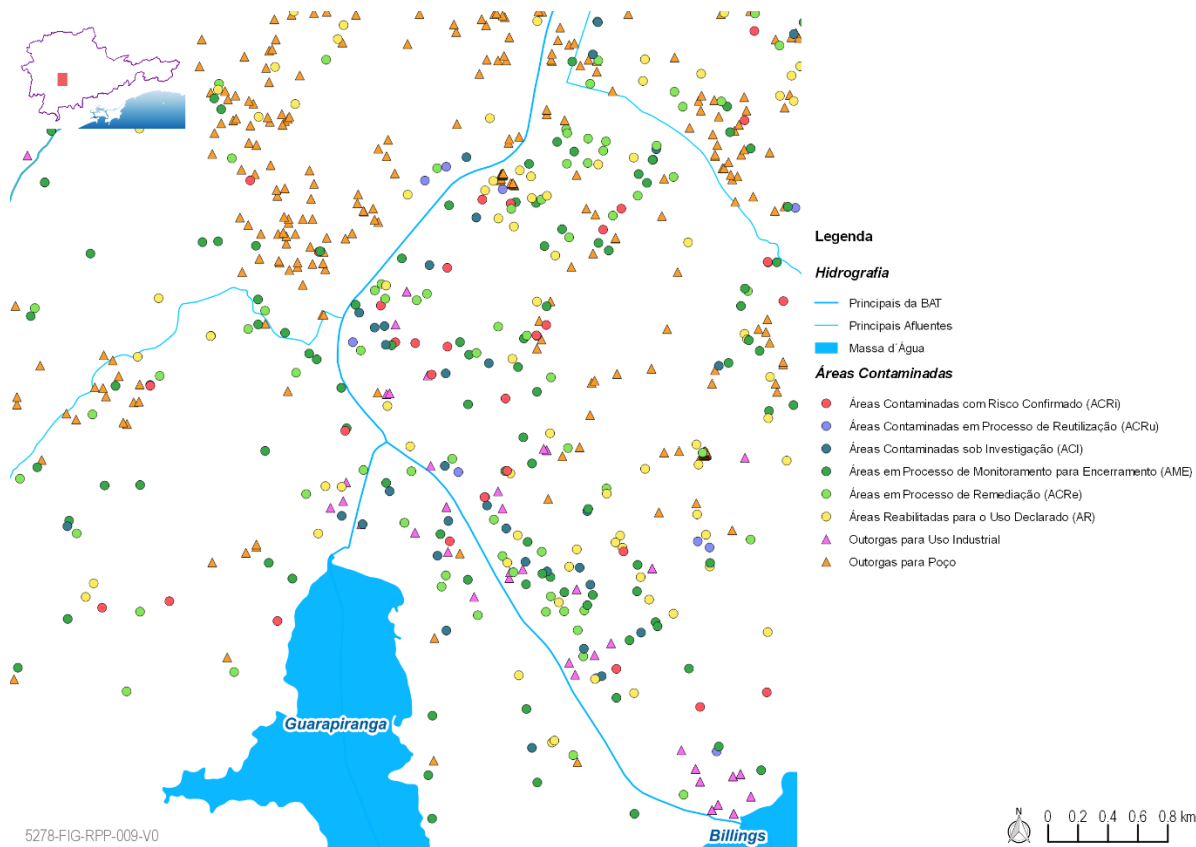 Legenda
Hidrografia
Principais da BAT
Principais Afluentes
Massa d´Água
Áreas Contaminadas
Áreas Contaminadas com Risco Confirmado (ACRi)
Áreas Contaminadas em Processo de Reutilização (ACRu)
Áreas Contaminadas sob Investigação (ACI)
Áreas em Processo de Monitoramento para Encerramento (AME)
Áreas em Processo de Remediação (ACRe)
Áreas Reabilitadas para o Uso Declarado (AR)
Outorgas para Uso Industrial
Outorgas para Poço
Guarapiranga
Billings
5278-FIG-RPP-009-V0
N
0 0.2 0.4 0.6 0.8 km